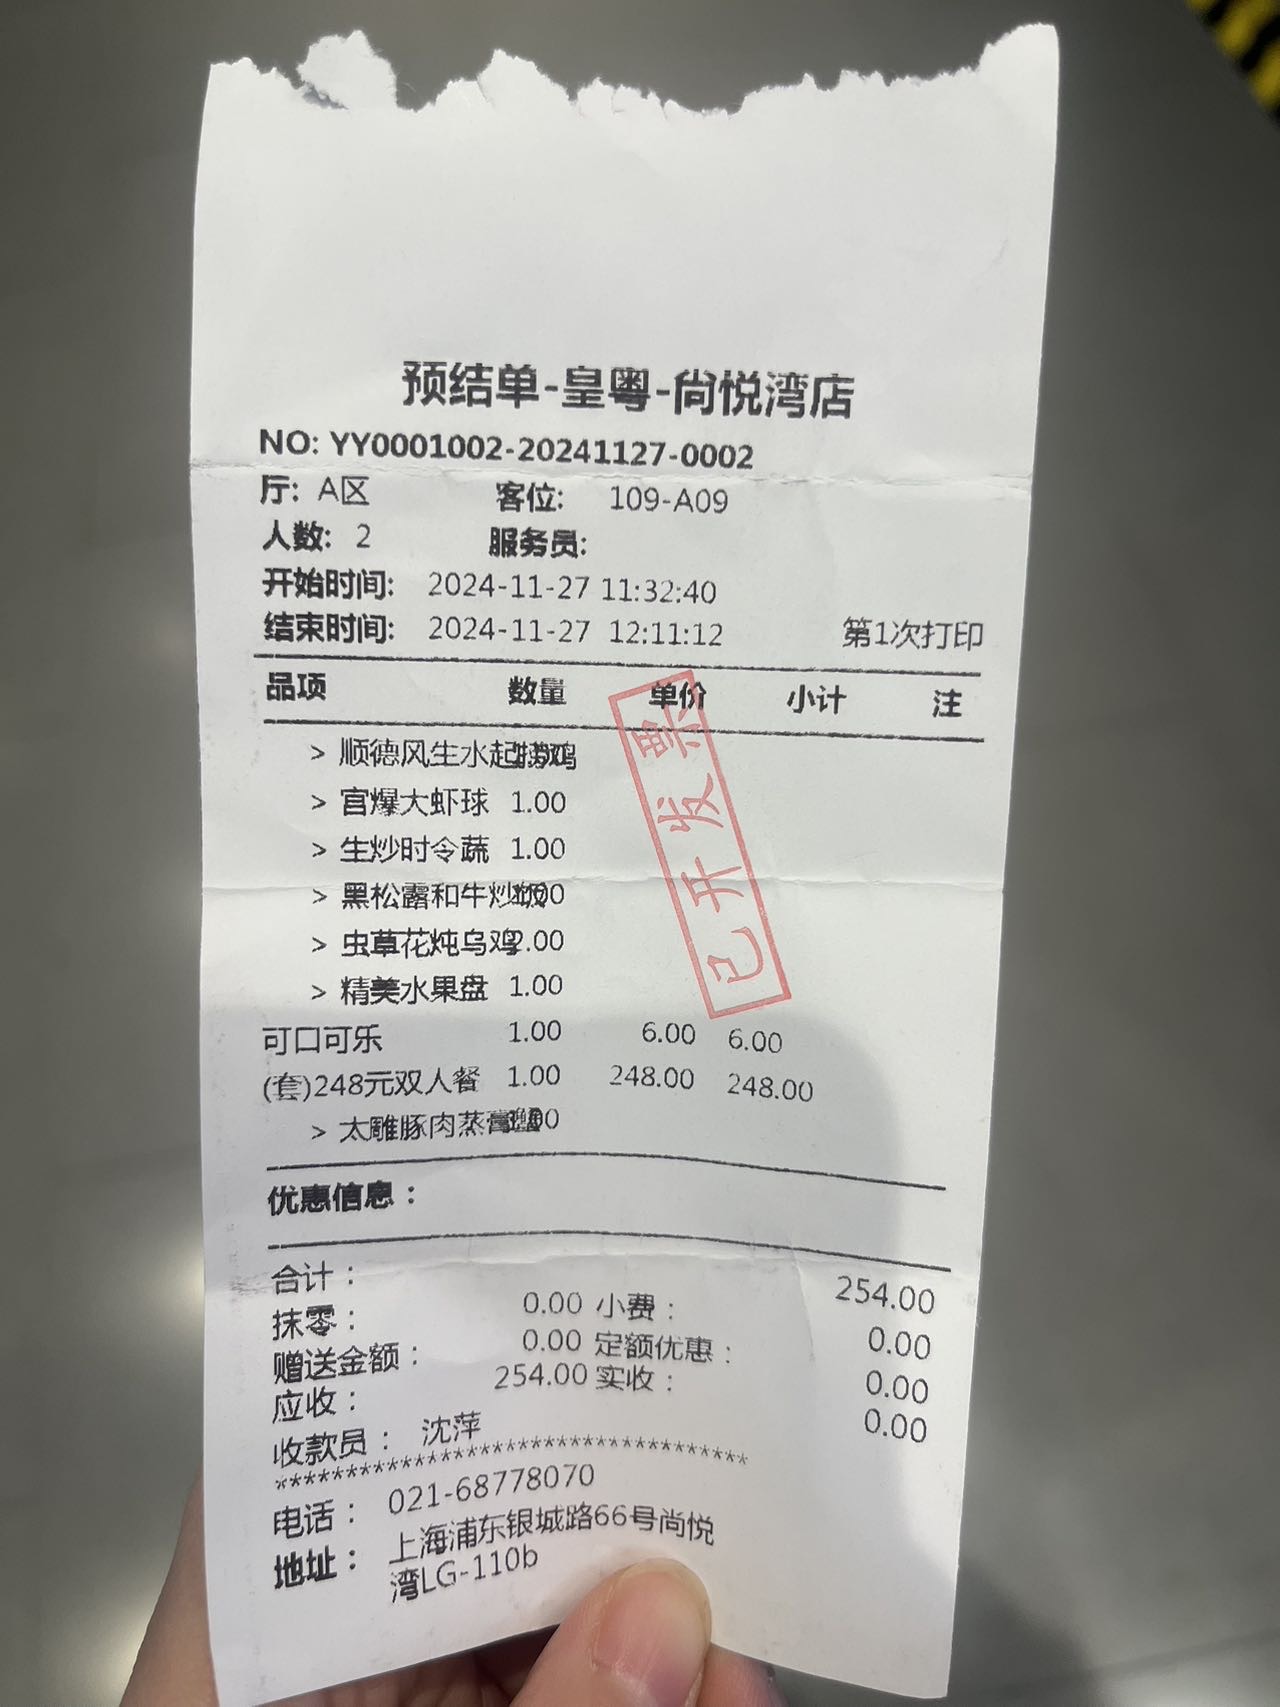 预结单-皇粤-尚悦湾店
NO: YY0001002-20241127-0002
厅: A区 客位: 109-A09
人数: 2 服务员:
开始时间: 2024-11-27 11:32:40
结束时间: 2024-11-27 12:11:12 第1次打印
品项 数量 单价 小计 注
> 顺德风生水起捞鸡
> 宫爆大虾球 1.00
> 生炒时令蔬 1.00
> 黑松露和牛炒饭 1.00
> 虫草花炖乌鸡 2.00
> 精美水果盘 1.00
可口可乐 1.00 6.00 6.00
(套)248元双人餐 1.00 248.00 248.00
> 太雕豚肉蒸膏蟹
已开发票
优惠信息：
合计： 254.00
抹零： 0.00 小费： 0.00
赠送金额： 0.00 定额优惠： 0.00
应收： 254.00 实收： 0.00
收款员： 沈萍
****************************************
电话： 021-68778070
地址： 上海浦东银城路66号尚悦
湾LG-110b